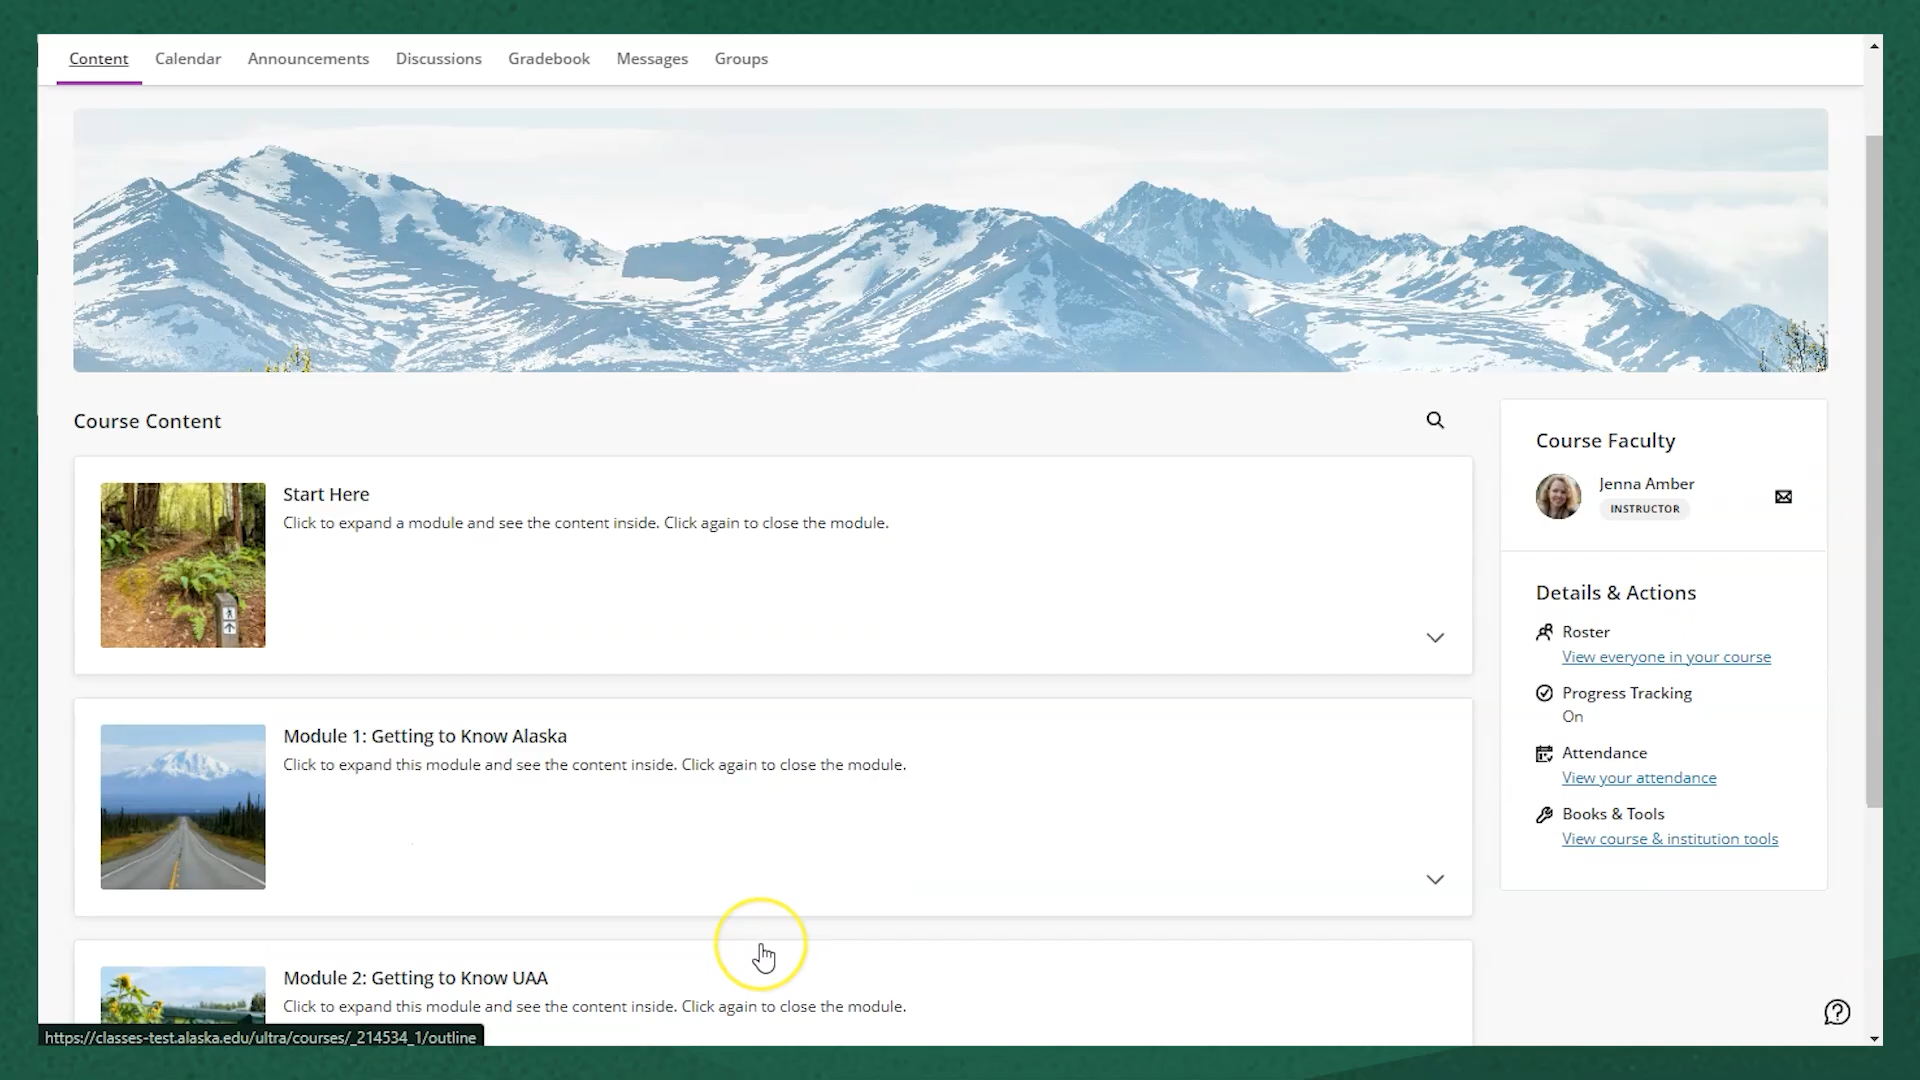 Content Calendar Announcements Discussions Gradebook Messages Groups
Course Content
Start Here
Click to expand a module and see the content inside. Click again to close the module.
Module 1: Getting to Know Alaska
Click to expand this module and see the content inside. Click again to close the module.
Module 2: Getting to Know UAA
Click to expand this module and see the content inside. Click again to close the module.
Course Faculty
Jenna Amber
INSTRUCTOR
Details & Actions
Roster
View everyone in your course
Progress Tracking
On
Attendance
View your attendance
Books & Tools
View course & institution tools
https://classes-test.alaska.edu/ultra/courses/_214534_1/outline